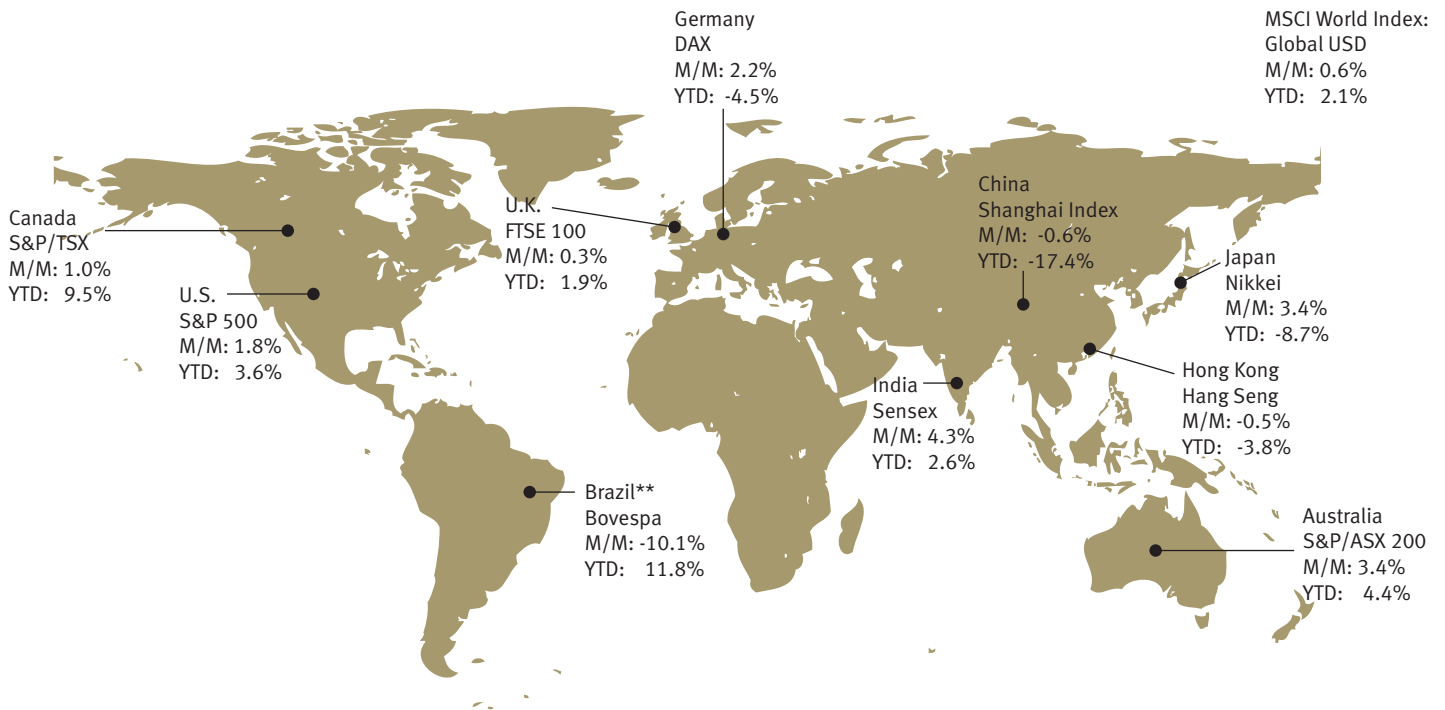 Germany
DAX
M/M: 2.2%
YTD: -4.5%
MSCI World Index:
Global USD
M/M: 0.6%
YTD: 2.1%
Canada
S&P/TSX
M/M: 1.0%
YTD: 9.5%
U.S.
S&P 500
M/M: 1.8%
YTD: 3.6%
U.K.
FTSE 100
M/M: 0.3%
YTD: 1.9%
China
Shanghai Index
M/M: -0.6%
YTD: -17.4%
Japan
Nikkei
M/M: 3.4%
YTD: -8.7%
Hong Kong
Hang Seng
M/M: -0.5%
YTD: -3.8%
India
Sensex
M/M: 4.3%
YTD: 2.6%
Brazil**
Bovespa
M/M: -10.1%
YTD: 11.8%
Australia
S&P/ASX 200
M/M: 3.4%
YTD: 4.4%